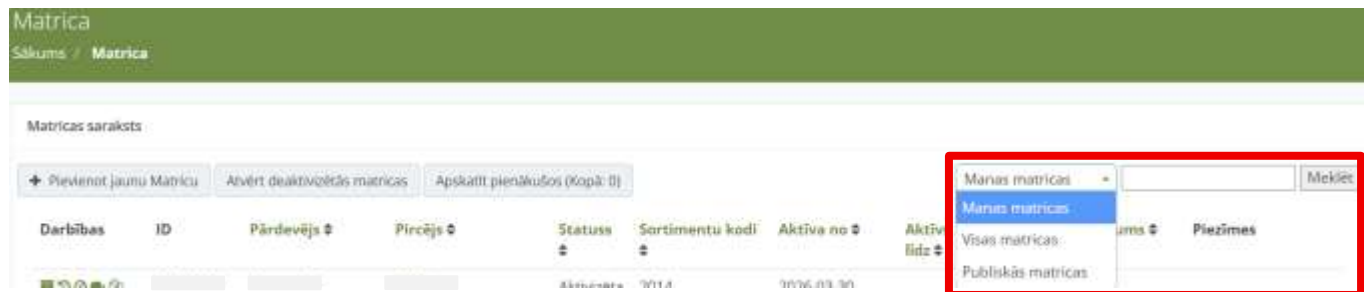 Matrica
Sākums / Matrica
Matricas saraksts
+ Pievienot jaunu Matricu Atvērt deaktivizētās matricas Apskatīt pienākušos (Kopā: 0) Manas matricas Meklēt
Manas matricas
Visas matricas
Publiskās matricas
Darbības ID Pārdevējs Pircējs Statuss Sortimentu kodi Aktīva no līdz Piezīmes
Aktivizēta 2014 2026-03-30